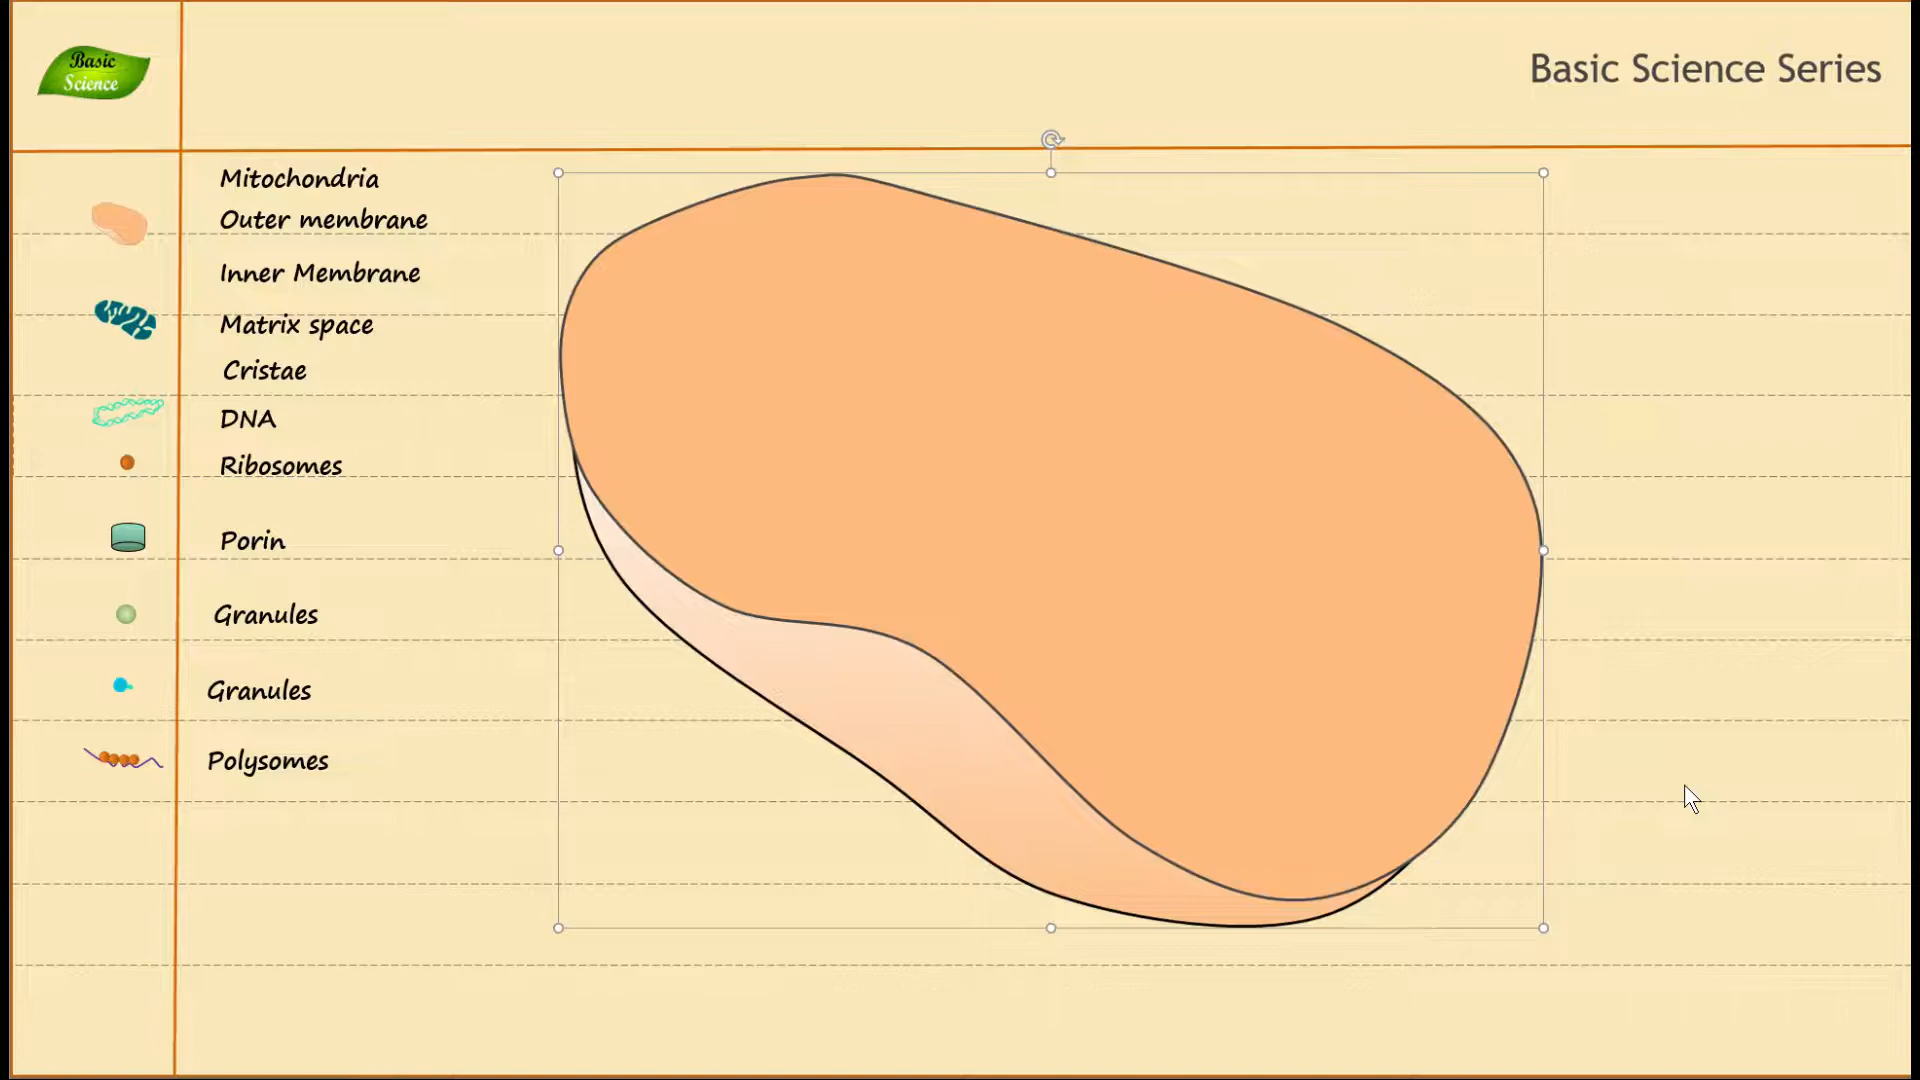 Basic
Science
Basic Science Series
Mitochondria
Outer membrane
Inner Membrane
Matrix space
Cristae
DNA
Ribosomes
Porin
Granules
Granules
Polysomes